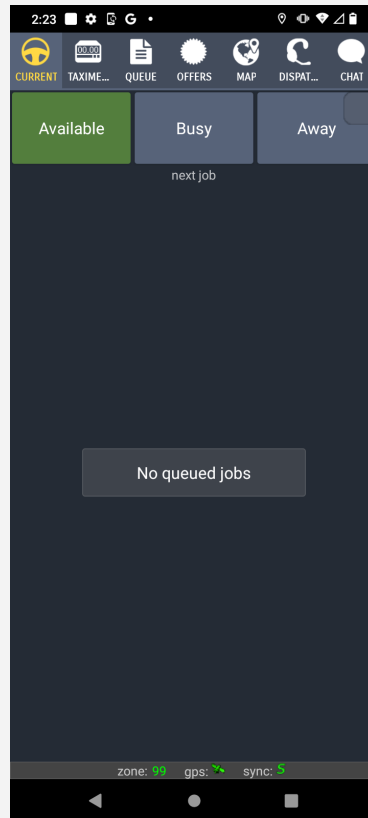 2:23 G
CURRENT TAXIME... QUEUE OFFERS MAP DISPAT... CHAT
00.00
Available Busy Away
next job
No queued jobs
zone: 99 gps: sync: S